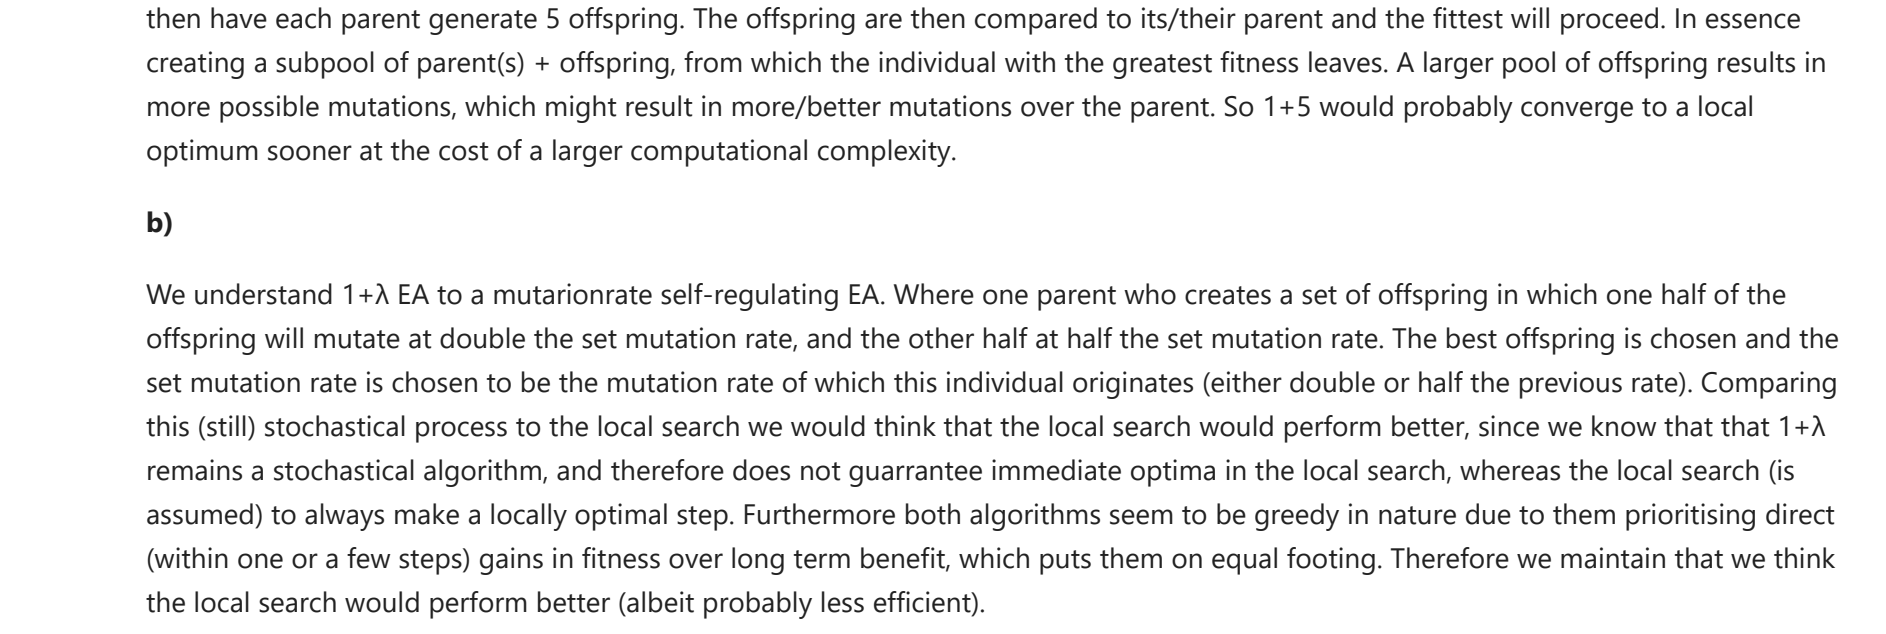 then have each parent generate 5 offspring. The offspring are then compared to its/their parent and the fittest will proceed. In essence
creating a subpool of parent(s) + offspring, from which the individual with the greatest fitness leaves. A larger pool of offspring results in
more possible mutations, which might result in more/better mutations over the parent. So 1+5 would probably converge to a local
optimum sooner at the cost of a larger computational complexity.
b)
We understand 1+λ EA to a mutarionrate self-regulating EA. Where one parent who creates a set of offspring in which one half of the
offspring will mutate at double the set mutation rate, and the other half at half the set mutation rate. The best offspring is chosen and the
set mutation rate is chosen to be the mutation rate of which this individual originates (either double or half the previous rate). Comparing
this (still) stochastical process to the local search we would think that the local search would perform better, since we know that that 1+λ
remains a stochastical algorithm, and therefore does not guarrantee immediate optima in the local search, whereas the local search (is
assumed) to always make a locally optimal step. Furthermore both algorithms seem to be greedy in nature due to them prioritising direct
(within one or a few steps) gains in fitness over long term benefit, which puts them on equal footing. Therefore we maintain that we think
the local search would perform better (albeit probably less efficient).